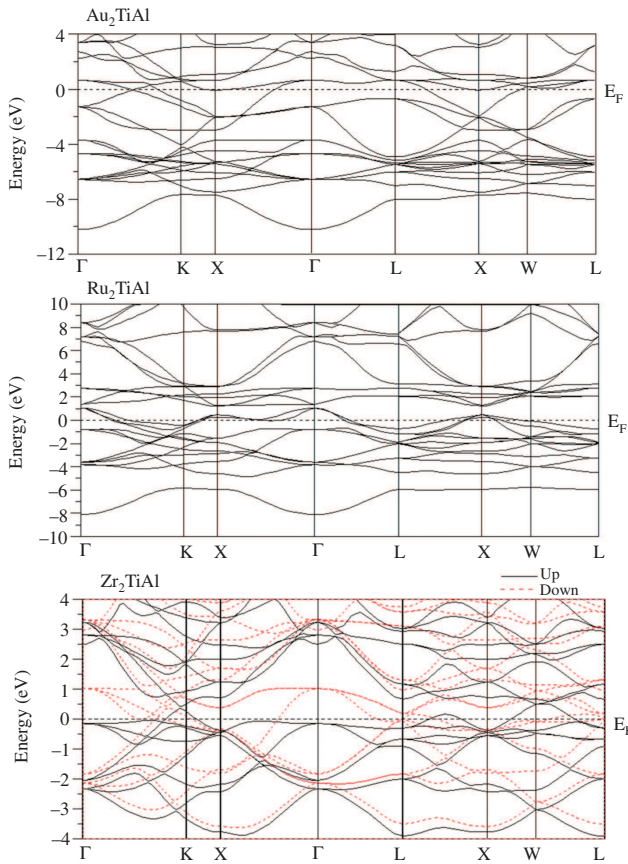 Au₂TiAl
4
0
−4
−8
−12
Energy (eV)
E_F
Γ K X Γ L X W L
Ru₂TiAl
10
8
6
4
2
0
−2
−4
−6
−8
−10
Energy (eV)
E_F
Γ K X Γ L X W L
Zr₂TiAl
Up
Down
4
3
2
1
0
−1
−2
−3
−4
Energy (eV)
E
Γ K X Γ L X W L